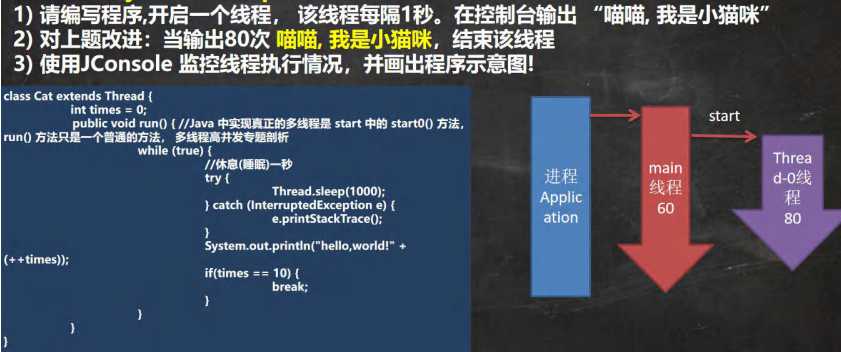 1) 请编写程序,开启一个线程， 该线程每隔1秒。在控制台输出 “喵喵, 我是小猫咪”
2) 对上题改进：当输出80次 喵喵, 我是小猫咪，结束该线程
3) 使用JConsole 监控线程执行情况，并画出程序示意图!
class Cat extends Thread {
int times = 0;
public void run() { //Java 中实现真正的多线程是 start 中的 start0() 方法，
run() 方法只是一个普通的方法， 多线程高并发专题剖析
while (true) {
//休息(睡眠)一秒
try {
Thread.sleep(1000);
} catch (InterruptedException e) {
e.printStackTrace();
}
System.out.println("hello,world!" +
(++times));
if(times == 10) {
break;
}
}
}
}
进程
Applic
ation
main
线程
60
start
Threa
d-0线
程
80